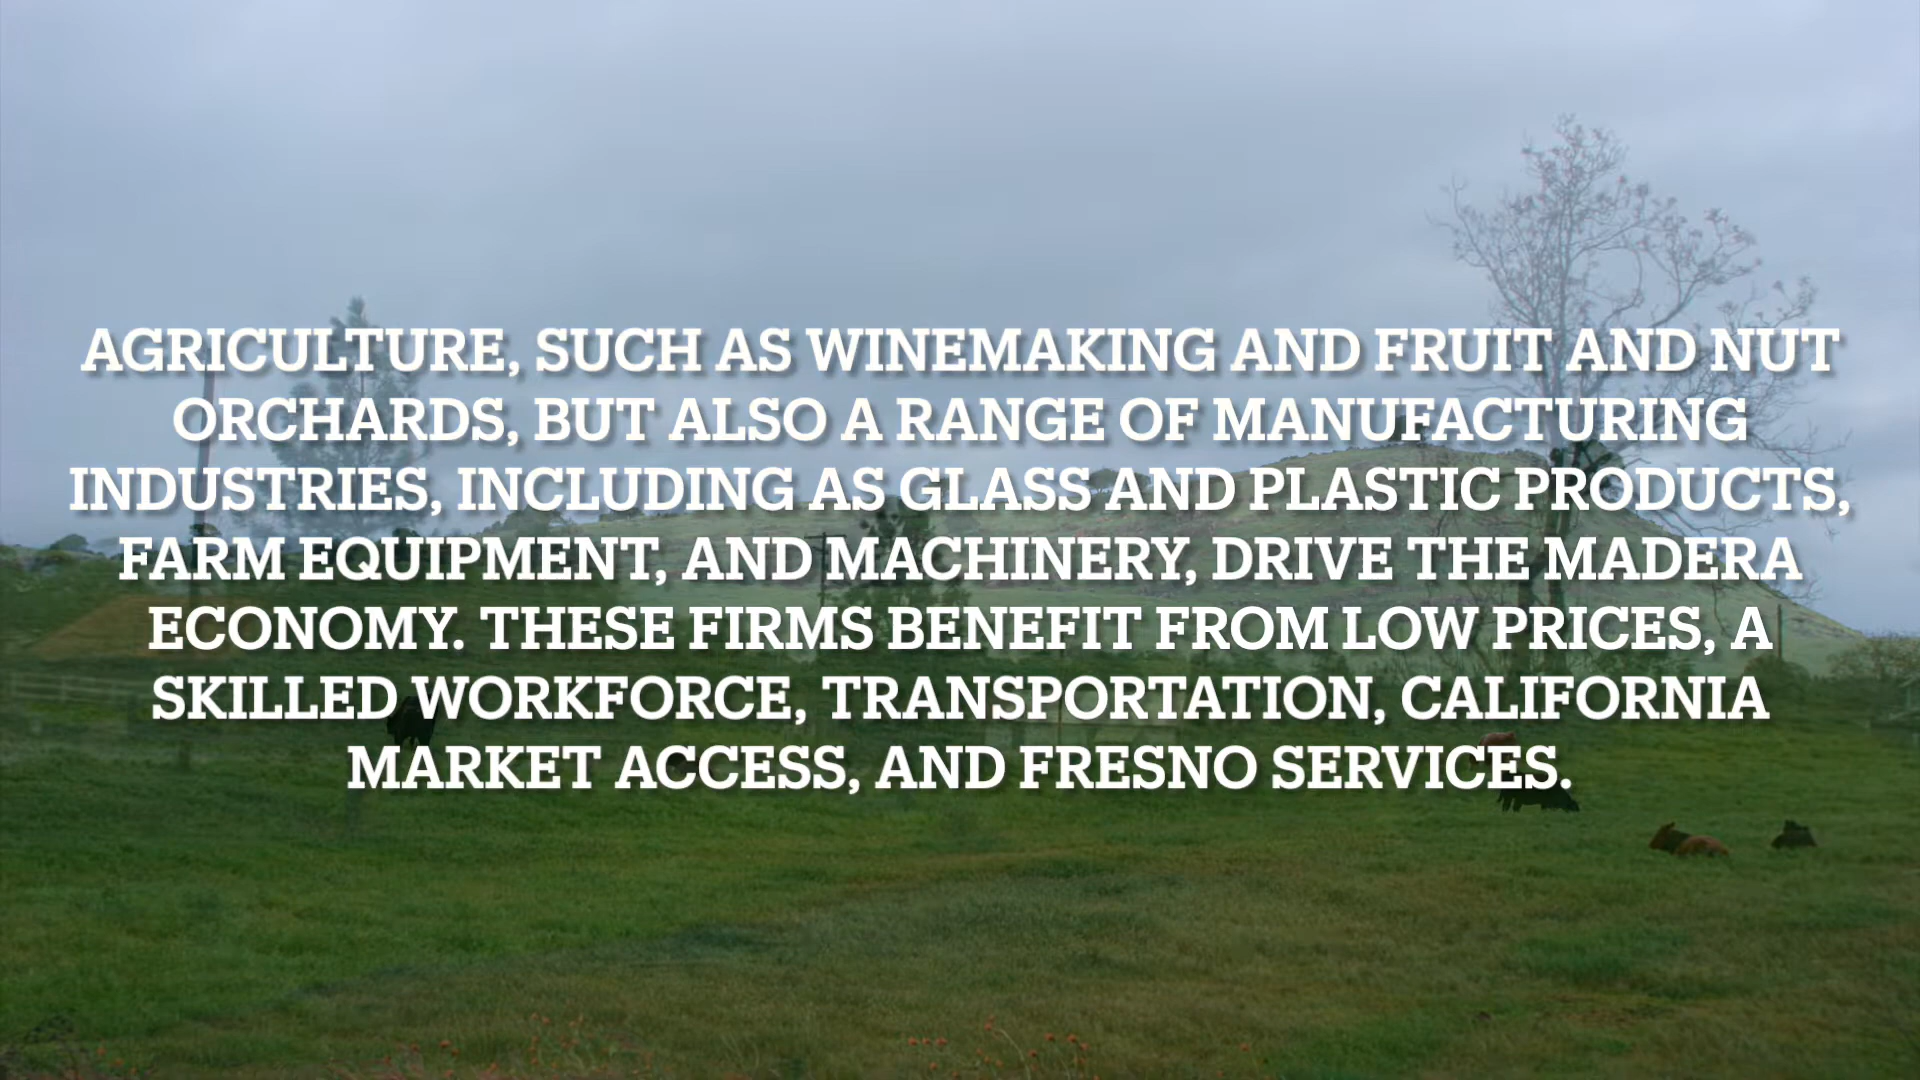 AGRICULTURE, SUCH AS WINEMAKING AND FRUIT AND NUT
ORCHARDS, BUT ALSO A RANGE OF MANUFACTURING
INDUSTRIES, INCLUDING AS GLASS AND PLASTIC PRODUCTS,
FARM EQUIPMENT, AND MACHINERY, DRIVE THE MADERA
ECONOMY. THESE FIRMS BENEFIT FROM LOW PRICES, A
SKILLED WORKFORCE, TRANSPORTATION, CALIFORNIA
MARKET ACCESS, AND FRESNO SERVICES.